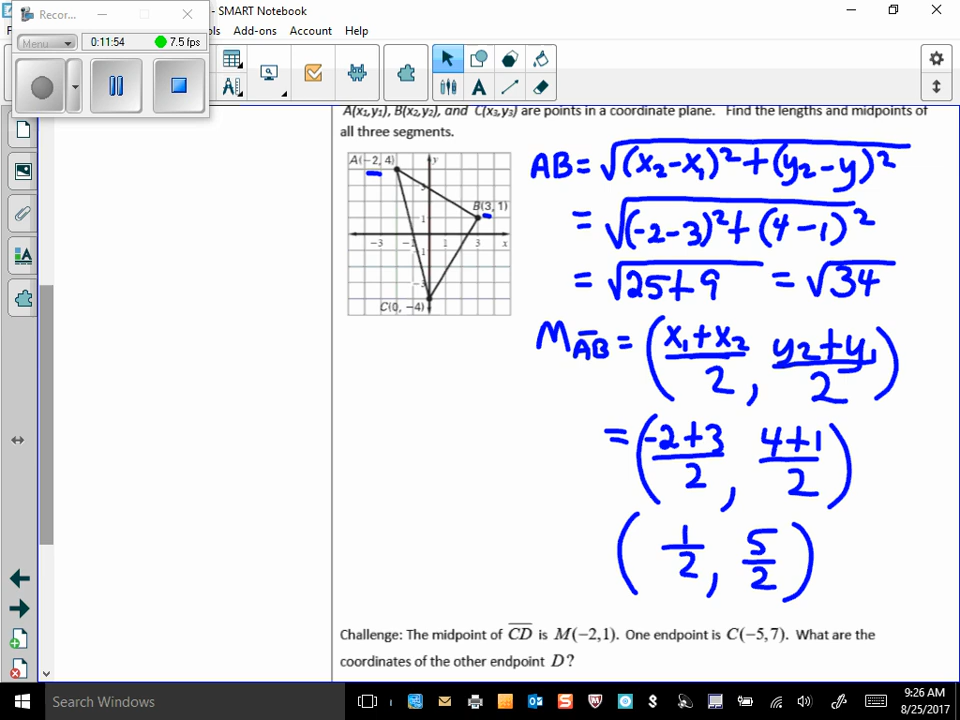 Recor...
- SMART Notebook
Menu
0:11:54
7.5 fps
ols Add-ons Account Help
A(x₁,y₁), B(x₂,y₂), and C(x₃,y₃) are points in a coordinate plane. Find the lengths and midpoints of
all three segments.
A(−2, 4)
y
B(3, 1)
1
−3 −1 1 3 x
−1
−3
C(0, −4)
AB = √(x₂−x₁)²+(y₂−y)²
= √(-2-3)²+(4-1)²
= √25+9 = √34
M_AB = (x₁+x₂/2, y₂+y₁/2)
= (-2+3/2, 4+1/2)
(1/2, 5/2)
Challenge: The midpoint of CD is M(−2,1). One endpoint is C(−5,7). What are the
coordinates of the other endpoint D?
Search Windows
9:26 AM
8/25/2017